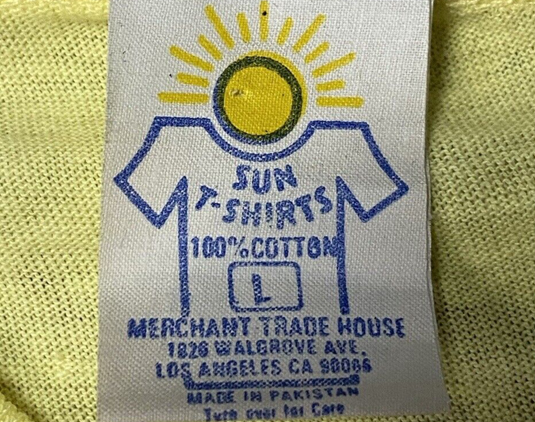 SUN
T-SHIRTS
100% COTTON
L
MERCHANT TRADE HOUSE
1826 WALGROVE AVE.
LOS ANGELES CA 90066
MADE IN PAKISTAN
Turn over for Care